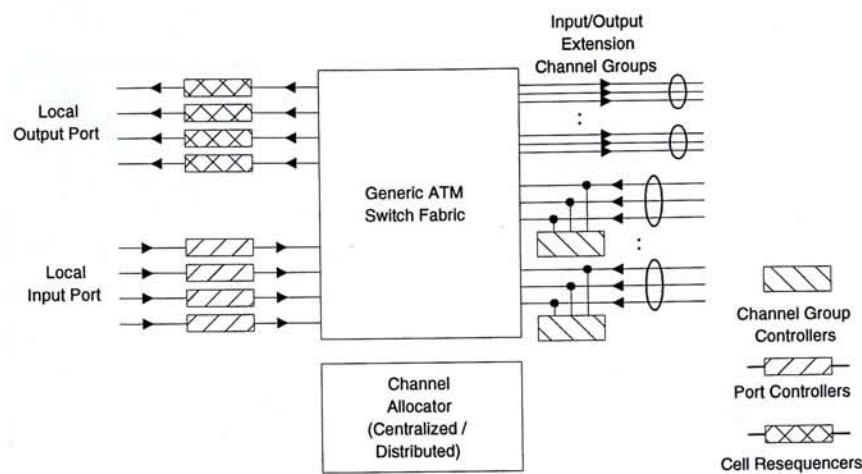 Input/Output
Extension
Channel Groups
Local
Output Port
Generic ATM
Switch Fabric
Local
Input Port
Channel Group
Controllers
Channel
Allocator
(Centralized /
Distributed)
Port Controllers
Cell Resequencers